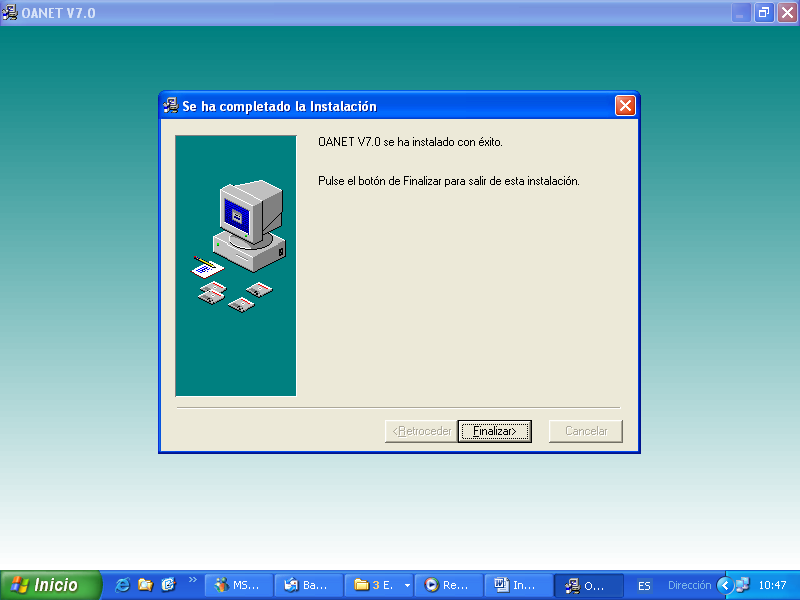 OANET V7.0
Se ha completado la Instalación
OANET V7.0 se ha instalado con éxito.
Pulse el botón de Finalizar para salir de esta instalación.
<Retroceder
Finalizar>
Cancelar
Inicio
»
MS...
Ba...
3 E.
Re...
In...
O...
ES
Dirección
10:47